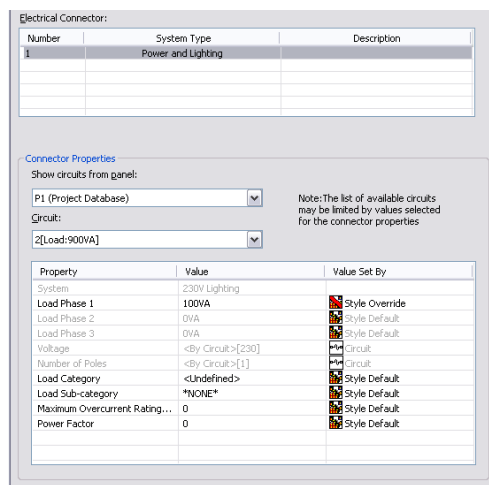 Electrical Connector:
Number System Type Description
1 Power and Lighting
Connector Properties
Show circuits from panel:
P1 (Project Database)
Note:The list of available circuits
may be limited by values selected
for the connector properties
Circuit:
2[Load:900VA]
Property Value Value Set By
System 230V Lighting
Load Phase 1 100VA Style Override
Load Phase 2 0VA Style Default
Load Phase 3 0VA Style Default
Voltage <By Circuit>[230] Circuit
Number of Poles <By Circuit>[1] Circuit
Load Category <Undefined> Style Default
Load Sub-category *NONE* Style Default
Maximum Overcurrent Rating... 0 Style Default
Power Factor 0 Style Default